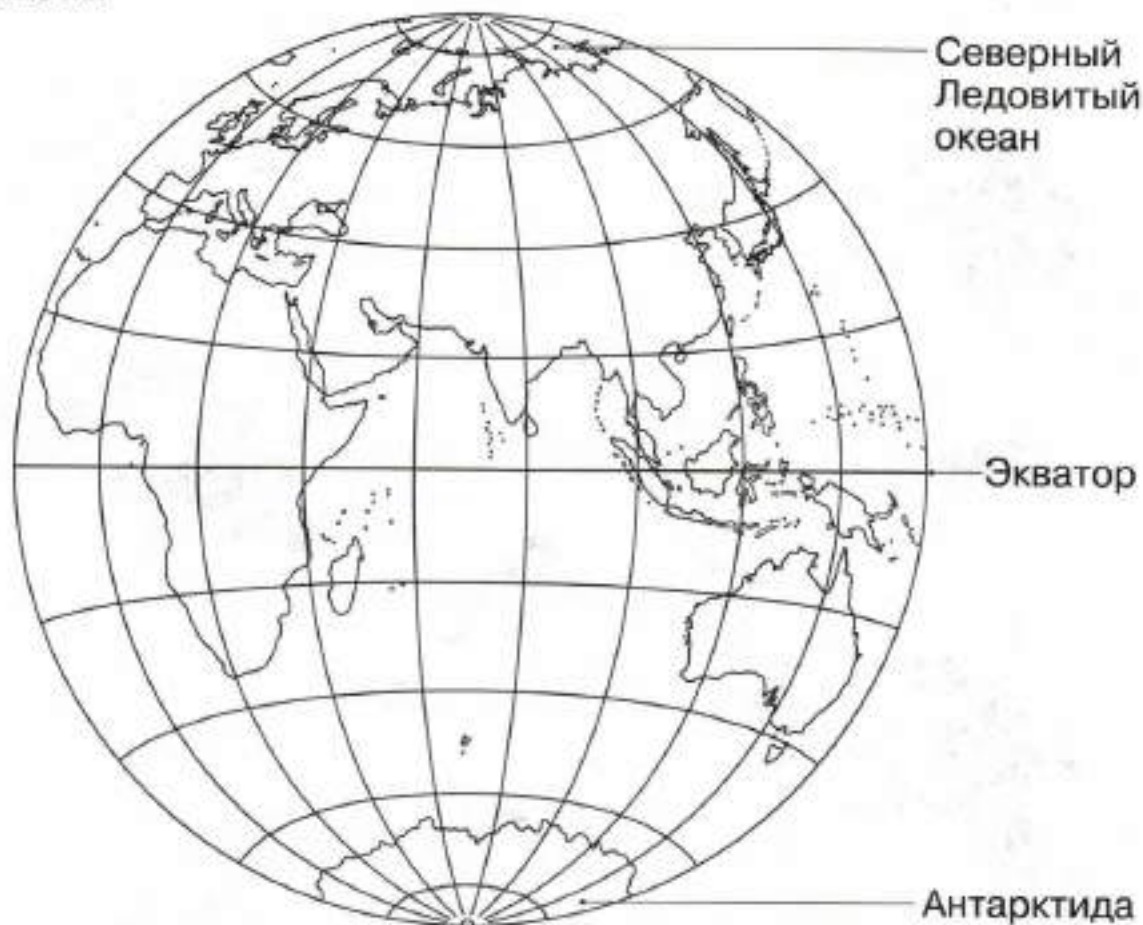 Северный
Ледовитый
океан
Экватор
Антарктида